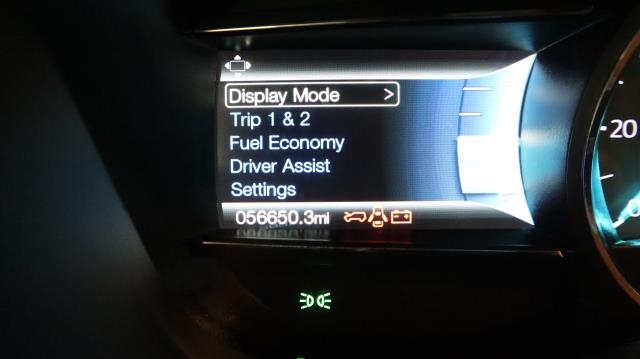 Display Mode >
Trip 1 & 2
Fuel Economy
Driver Assist
Settings
056650.3mi
20